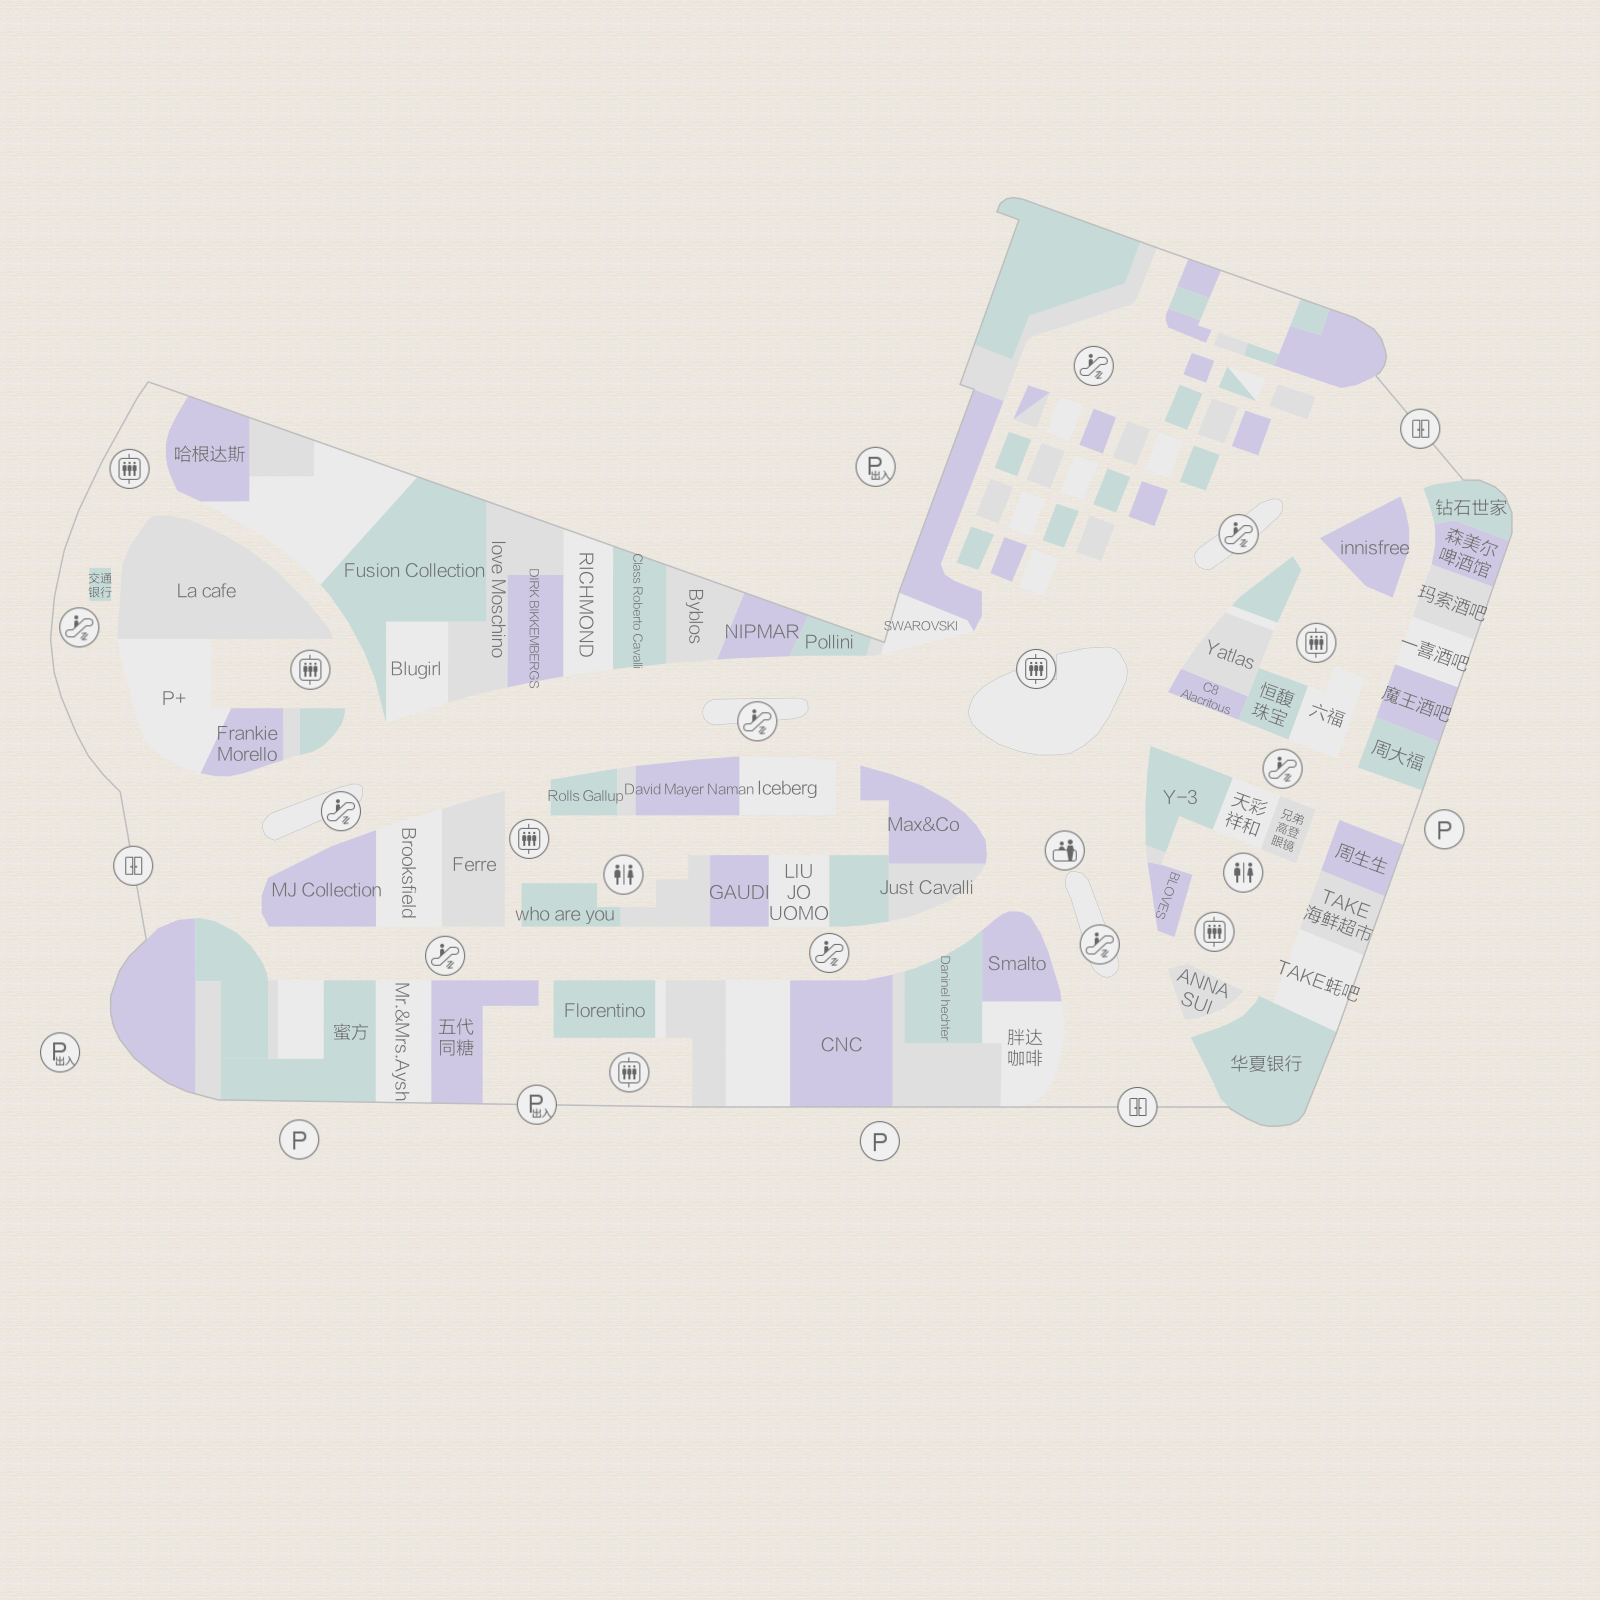 哈根达斯
交通
银行
La cafe
P+
Frankie
Morello
Fusion Collection
Blugirl
love Moschino
DIRK BIKKEMBERGS
RICHMOND
Class Roberto Cavalli
Byblos
NIPMAR
Pollini
SWAROVSKI
P
出入
innisfree
钻石世家
森美尔
啤酒馆
玛索酒吧
一喜酒吧
魔王酒吧
周大福
Yatlas
C8
Alacritous
恒馥
珠宝
六福
Y-3
天彩
祥和
兄弟
高登
眼镜
BLOVES
周生生
TAKE
海鲜超市
TAKE蚝吧
ANNA
SUI
华夏银行
P
Rolls Gallup
David Mayer Naman
Iceberg
Max&Co
Just Cavalli
MJ Collection
Brooksfield
Ferre
who are you
GAUDI
LIU
JO
UOMO
蜜方
Mr.&Mrs.Aysh
五代
同糖
Florentino
CNC
Daninel hechter
Smalto
胖达
咖啡
P
出入
P
出入
P
P